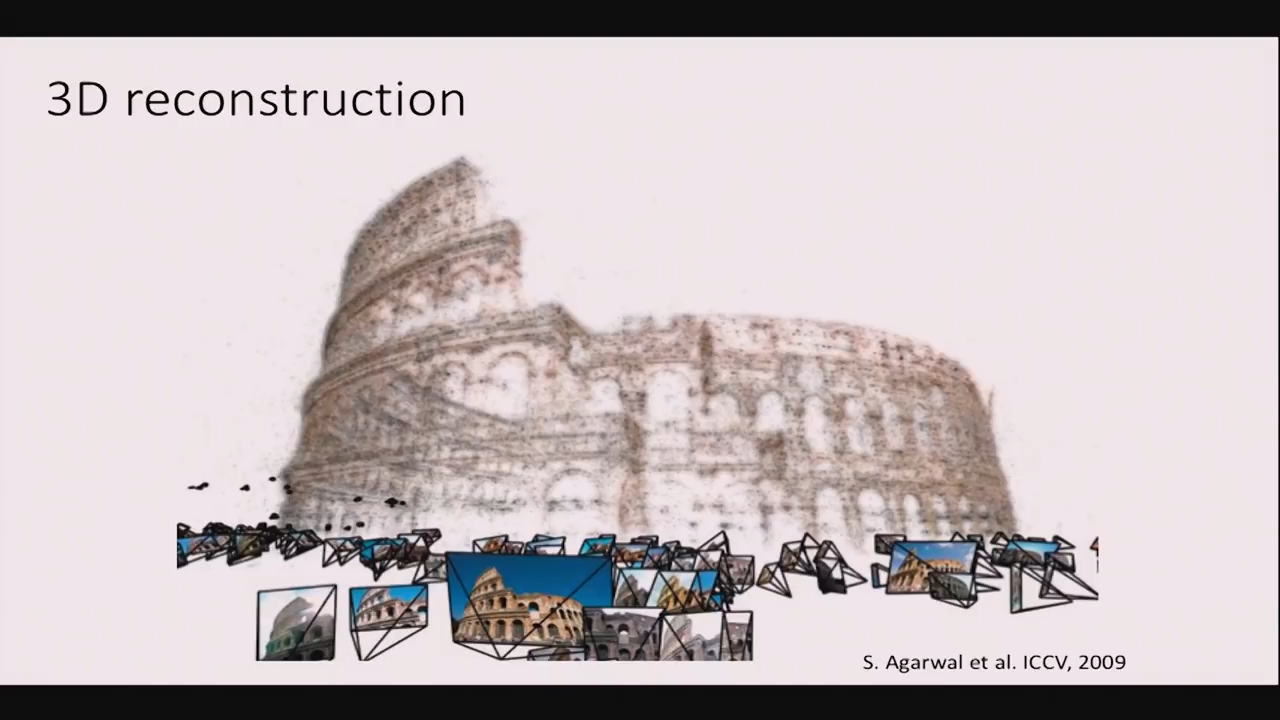 3D reconstruction
S. Agarwal et al. ICCV, 2009